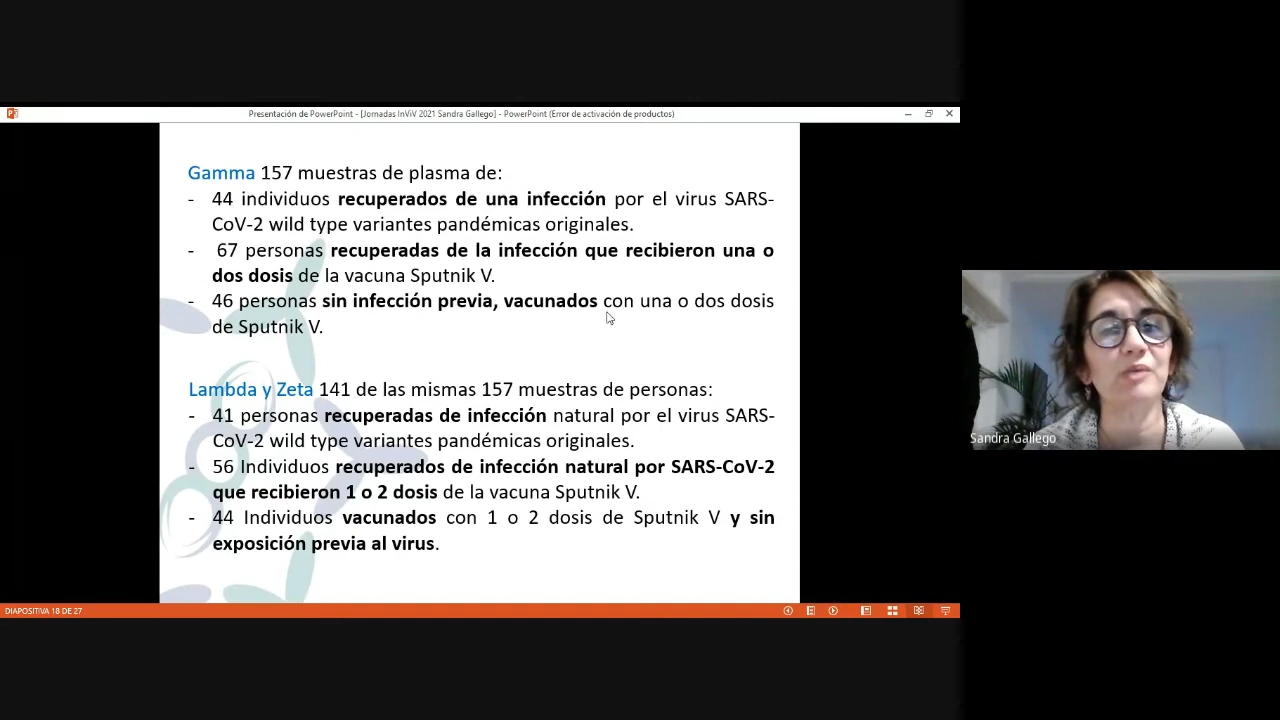 Presentación de PowerPoint - [Jornadas InViV 2021 Sandra Gallego] - PowerPoint (Error de activación de productos)
Gamma 157 muestras de plasma de:
- 44 individuos recuperados de una infección por el virus SARS-
CoV-2 wild type variantes pandémicas originales.
- 67 personas recuperadas de la infección que recibieron una o
dos dosis de la vacuna Sputnik V.
- 46 personas sin infección previa, vacunados con una o dos dosis
de Sputnik V.
Lambda y Zeta 141 de las mismas 157 muestras de personas:
- 41 personas recuperadas de infección natural por el virus SARS-
CoV-2 wild type variantes pandémicas originales.
- 56 Individuos recuperados de infección natural por SARS-CoV-2
que recibieron 1 o 2 dosis de la vacuna Sputnik V.
- 44 Individuos vacunados con 1 o 2 dosis de Sputnik V y sin
exposición previa al virus.
DIAPOSITIVA 18 DE 27
Sandra Gallego